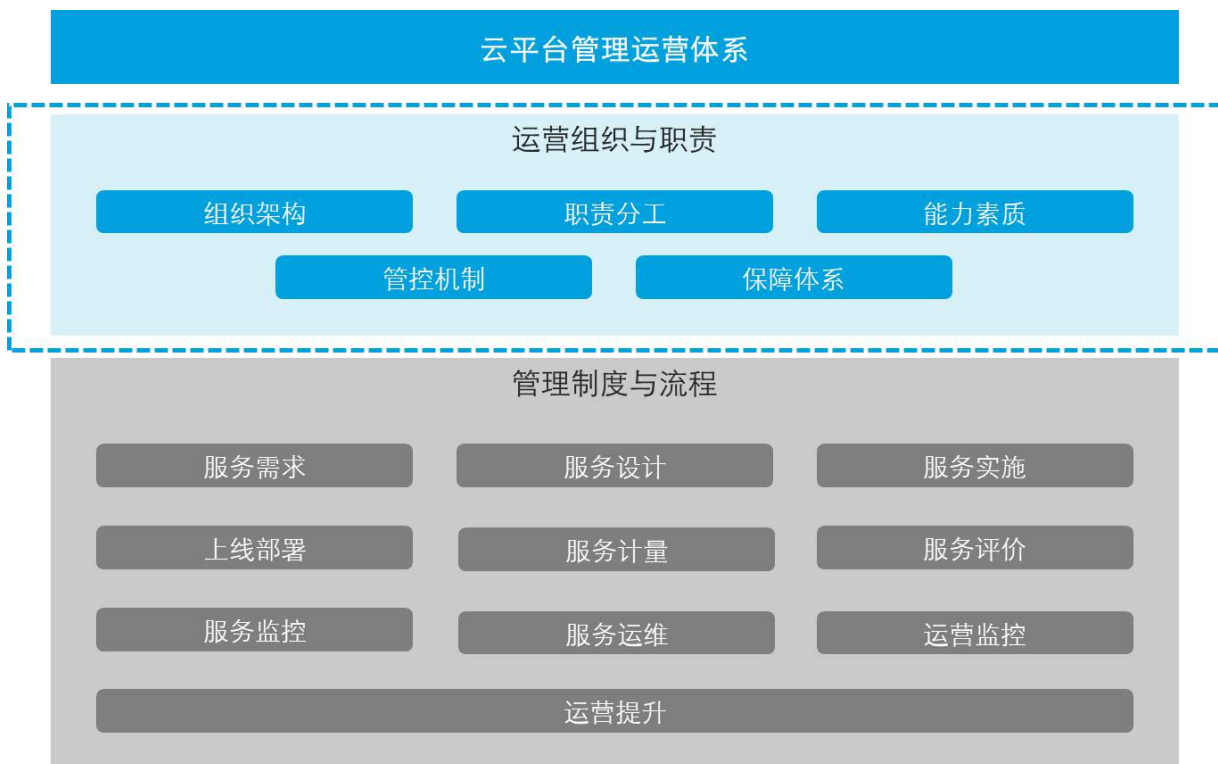 云平台管理运营体系
运营组织与职责
组织架构 职责分工 能力素质
管控机制 保障体系
管理制度与流程
服务需求 服务设计 服务实施
上线部署 服务计量 服务评价
服务监控 服务运维 运营监控
运营提升